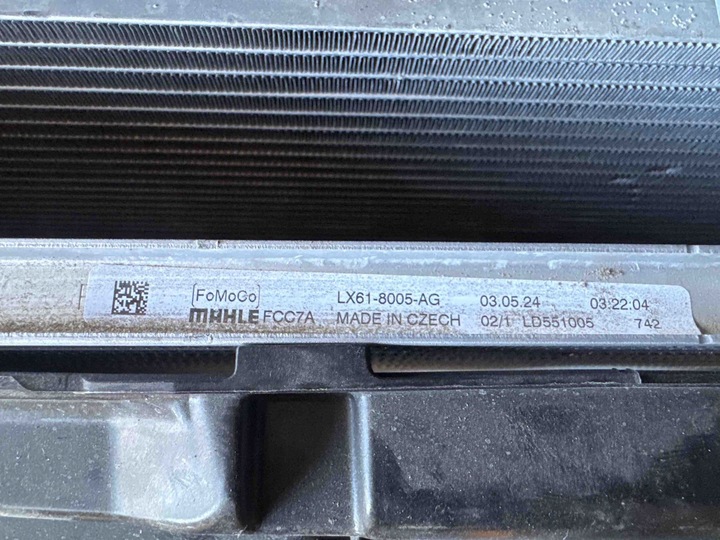 FoMoCo LX61-8005-AG 03.05.24 03:22:04
MAHLE FCC7A MADE IN CZECH 02/1 LD551005 742